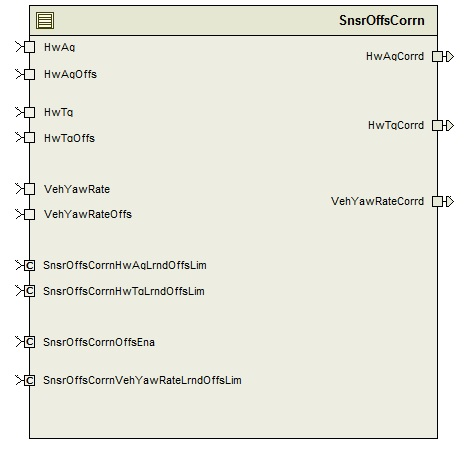 SnsrOffsCorrn
HwAg
HwAgCorrd
HwAgOffs
HwTq
HwTqCorrd
HwTqOffs
VehYawRate
VehYawRateCorrd
VehYawRateOffs
C SnsrOffsCorrnHwAgLrndOffsLim
C SnsrOffsCorrnHwTqLrndOffsLim
C SnsrOffsCorrnOffsEna
C SnsrOffsCorrnVehYawRateLrndOffsLim